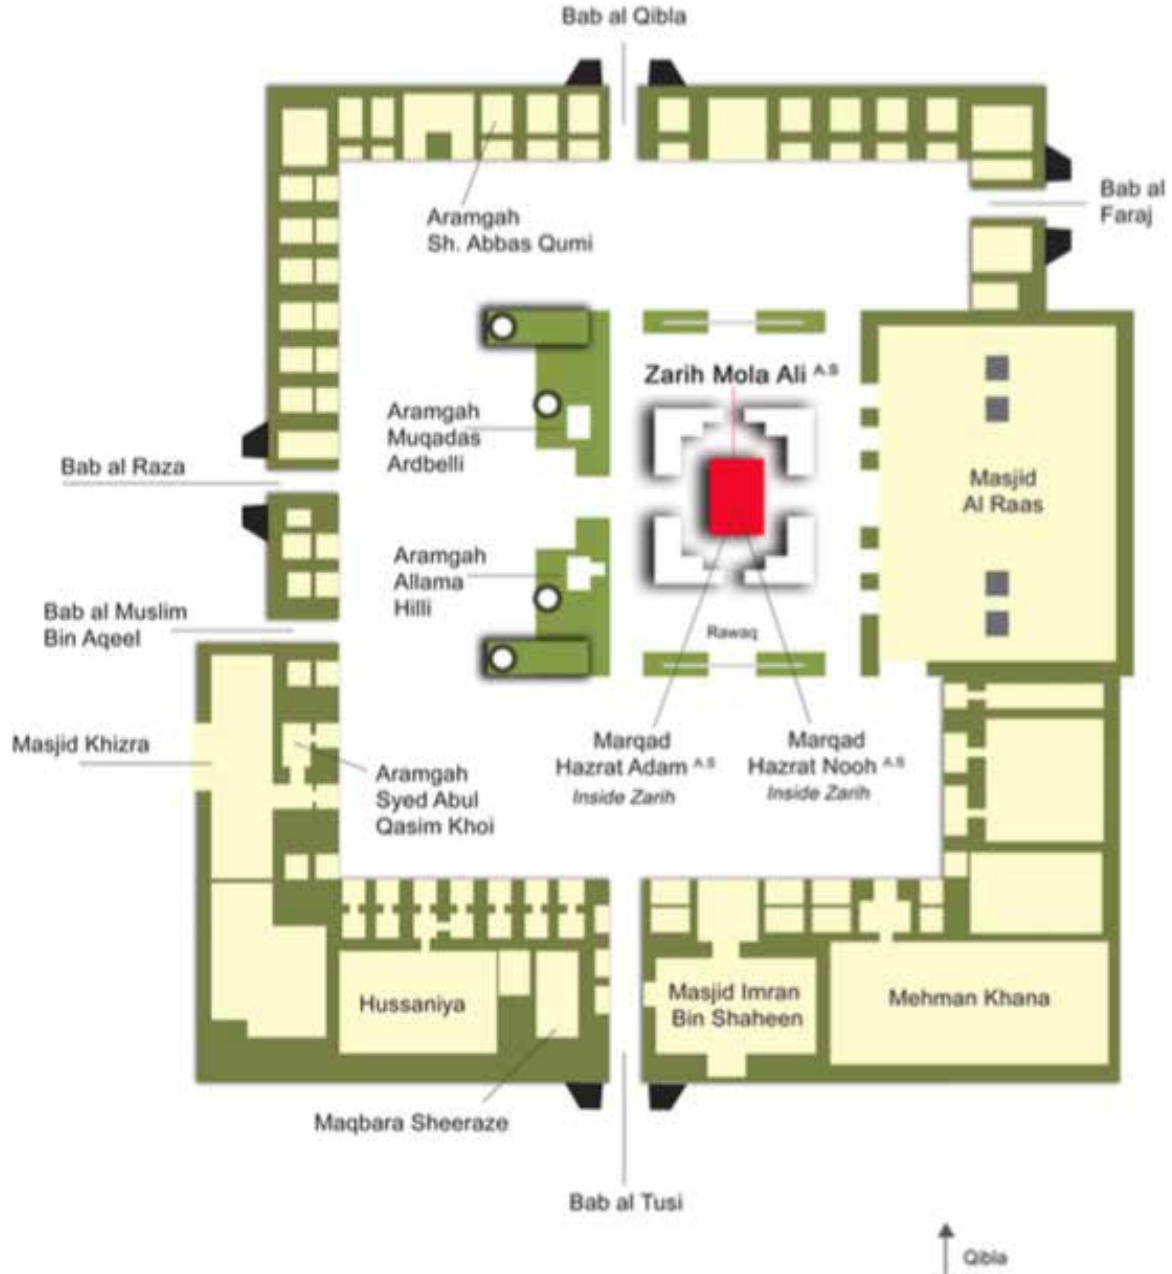 Bab al Qibla
Bab al
Faraj
Aramgah
Sh. Abbas Qumi
Zarih Mola Ali A.S
Aramgah
Muqadas
Ardbelli
Bab al Raza
Masjid
Al Raas
Aramgah
Allama
Hilli
Bab al Muslim
Bin Aqeel
Rawaq
Masjid Khizra
Marqad
Hazrat Adam A.S
Inside Zarih
Marqad
Hazrat Nooh A.S
Inside Zarih
Aramgah
Syed Abul
Qasim Khoi
Hussaniya
Masjid Imran
Bin Shaheen
Mehman Khana
Maqbara Sheeraze
Bab al Tusi
Qibla